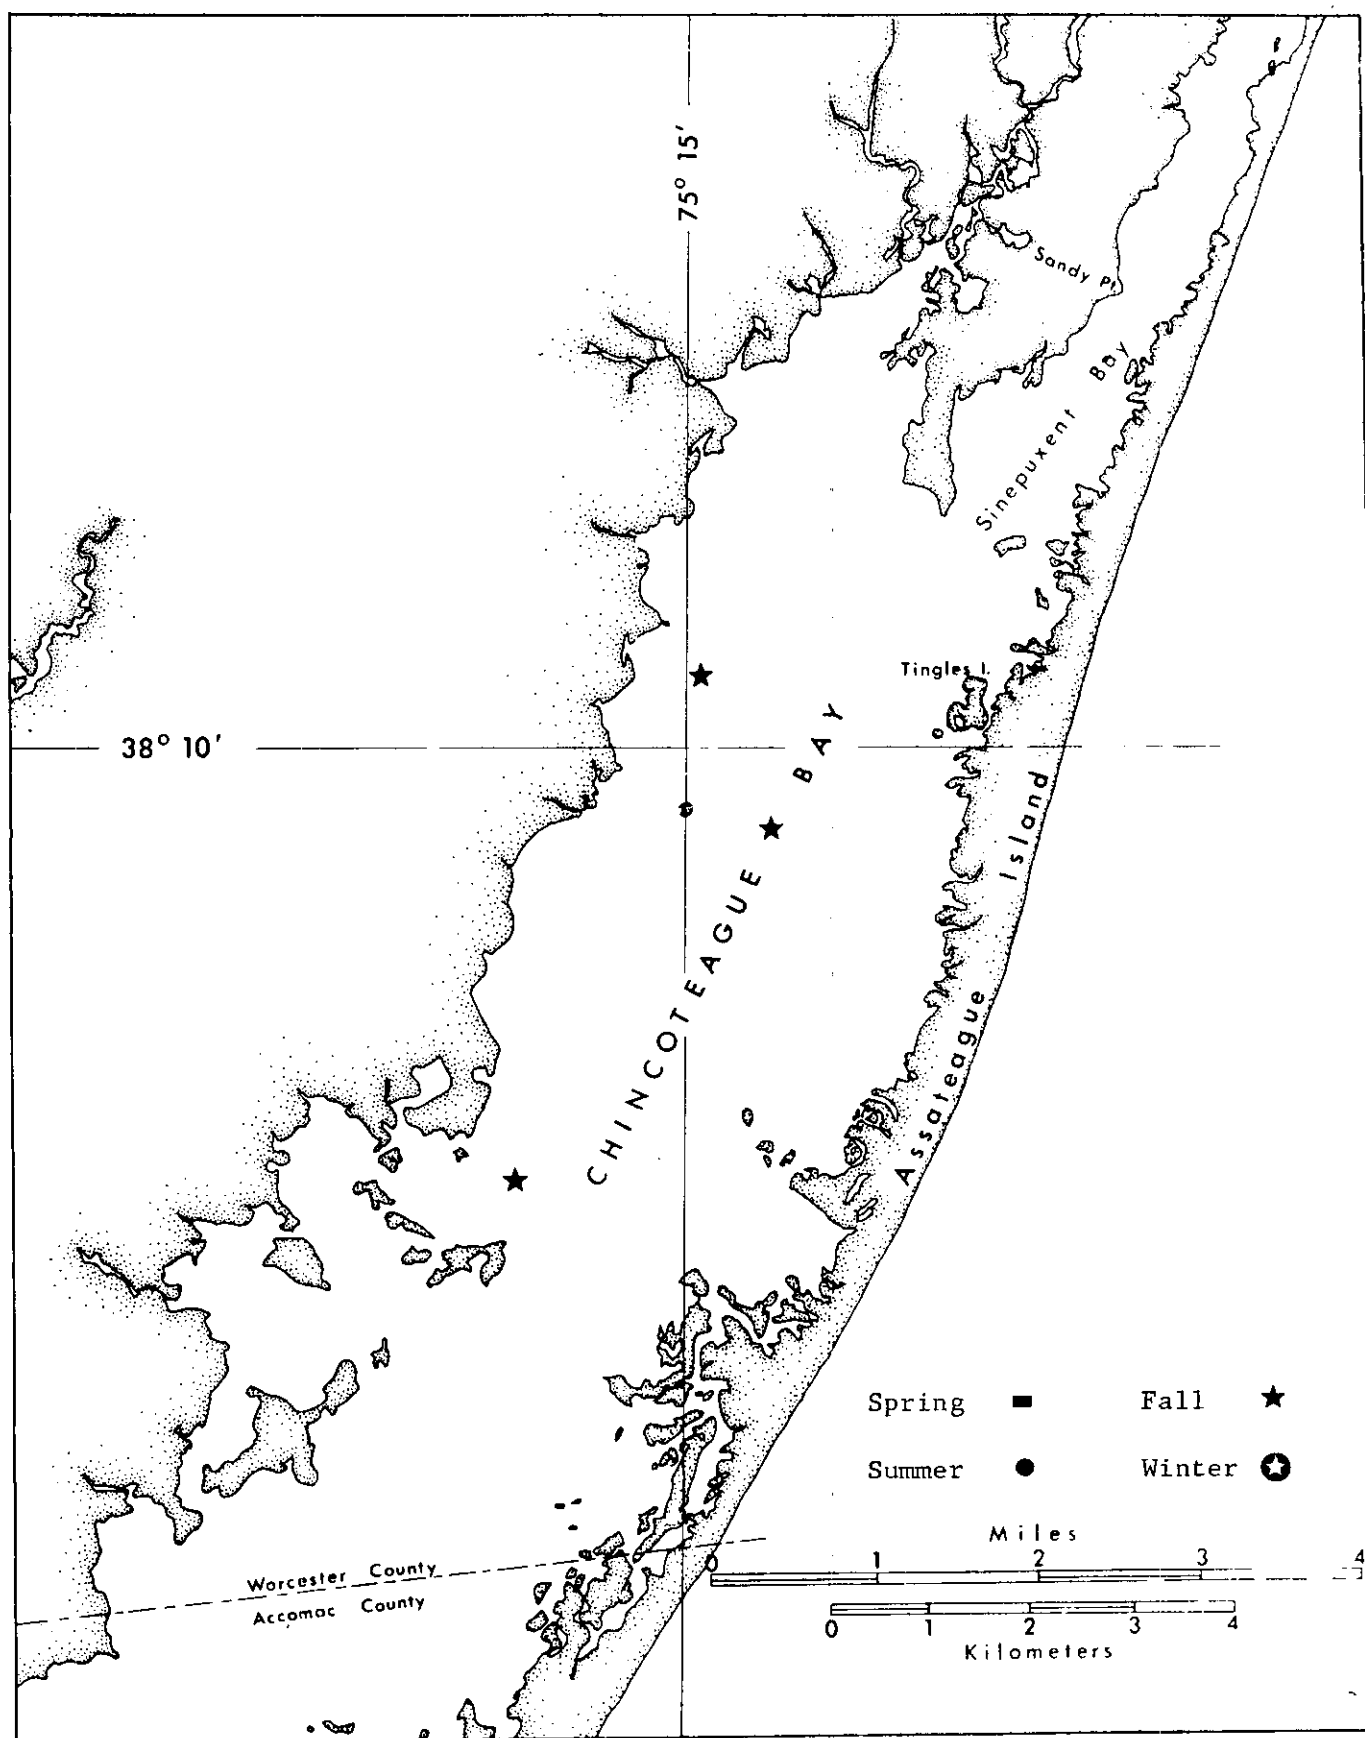 75° 15'
Sandy Pt.
Sinepuxent Bay
Tingles I.
38° 10'
CHINCOTEAGUE BAY
Assateague Island
Spring
Fall
Summer
Winter
Miles
0 1 2 3 4
Worcester County
Accomac County
0 1 2 3 4
Kilometers